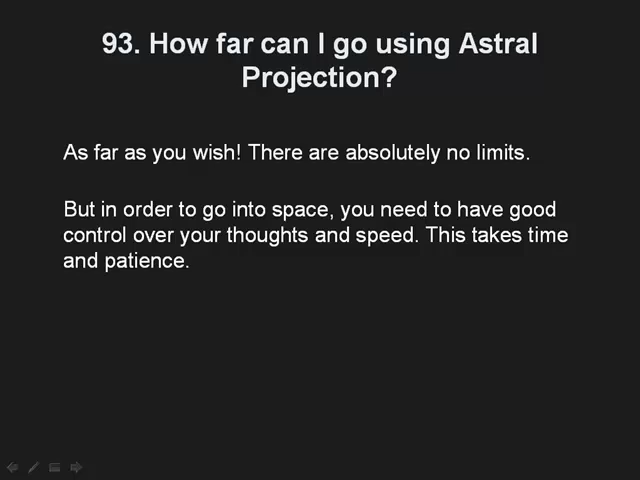 93. How far can I go using Astral
Projection?
As far as you wish! There are absolutely no limits.
But in order to go into space, you need to have good
control over your thoughts and speed. This takes time
and patience.